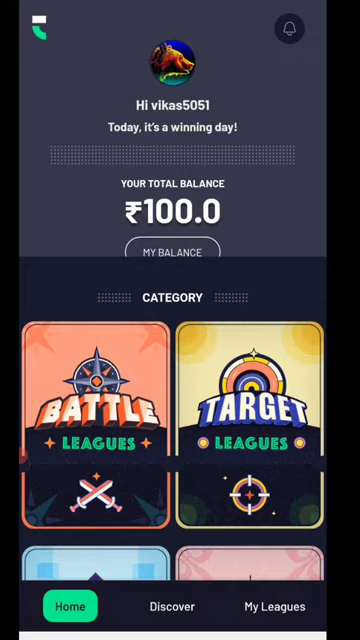 Hi vikas5051
Today, it's a winning day!
YOUR TOTAL BALANCE
₹100.0
MY BALANCE
CATEGORY
BATTLE
LEAGUES
TARGET
LEAGUES
Home
Discover
My Leagues